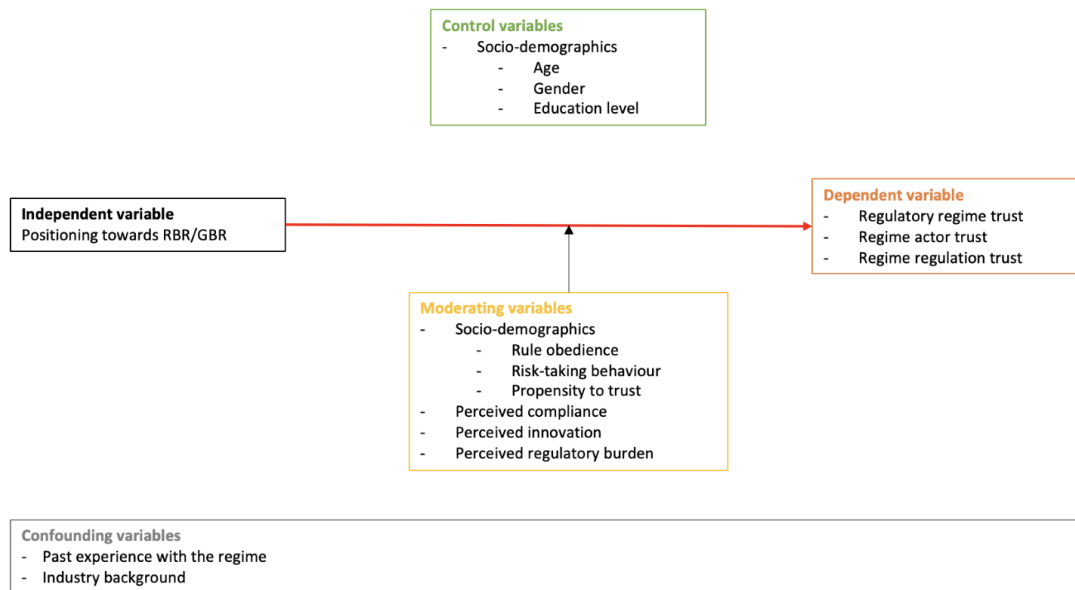 Control variables
- Socio-demographics
- Age
- Gender
- Education level
Independent variable
Positioning towards RBR/GBR
Dependent variable
- Regulatory regime trust
- Regime actor trust
- Regime regulation trust
Moderating variables
- Socio-demographics
- Rule obedience
- Risk-taking behaviour
- Propensity to trust
- Perceived compliance
- Perceived innovation
- Perceived regulatory burden
Confounding variables
- Past experience with the regime
- Industry background